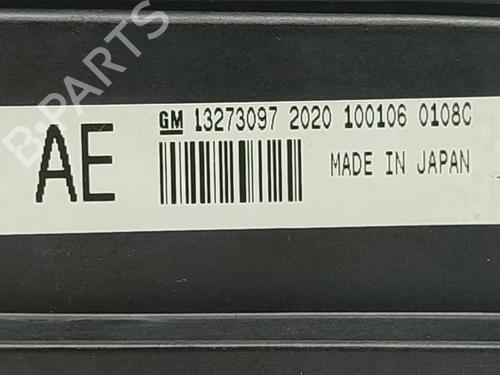 B-PARTS
AE
GM 13273097 2020 100106 0108C
MADE IN JAPAN